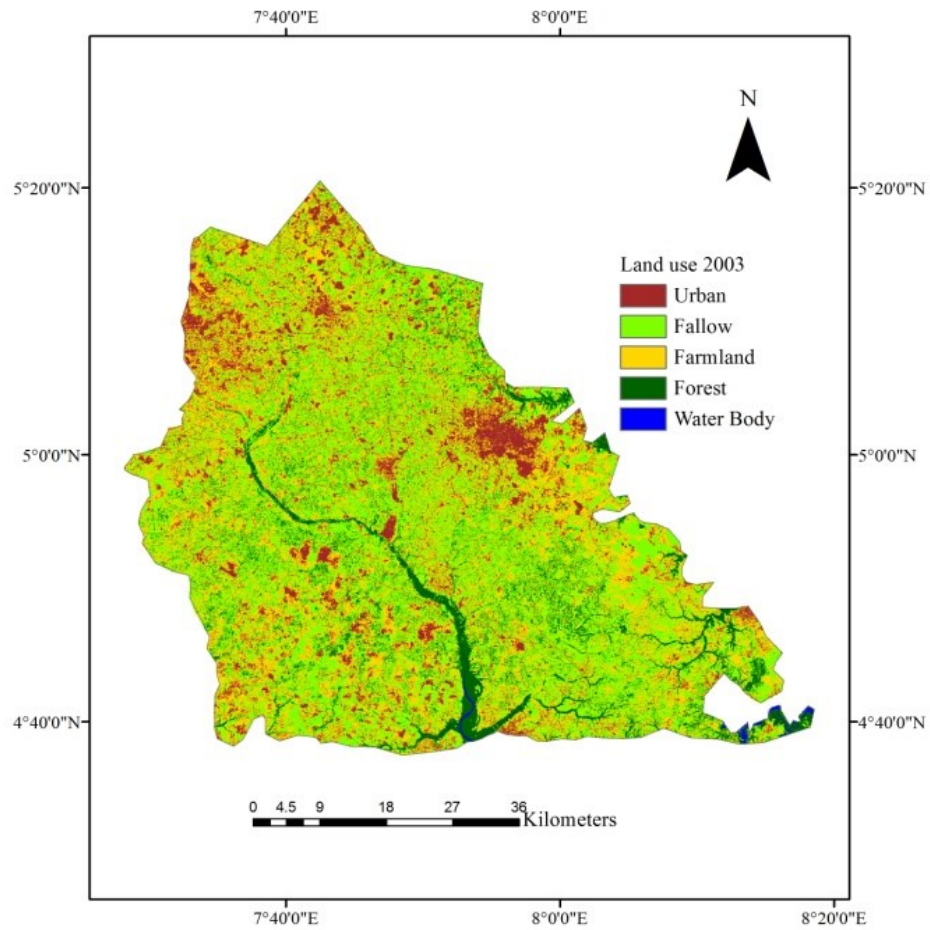 7°40'0"E 8°0'0"E
N
5°20'0"N 5°20'0"N
Land use 2003
Urban
Fallow
Farmland
Forest
Water Body
5°0'0"N 5°0'0"N
4°40'0"N 4°40'0"N
0 4.5 9 18 27 36
Kilometers
7°40'0"E 8°0'0"E 8°20'0"E